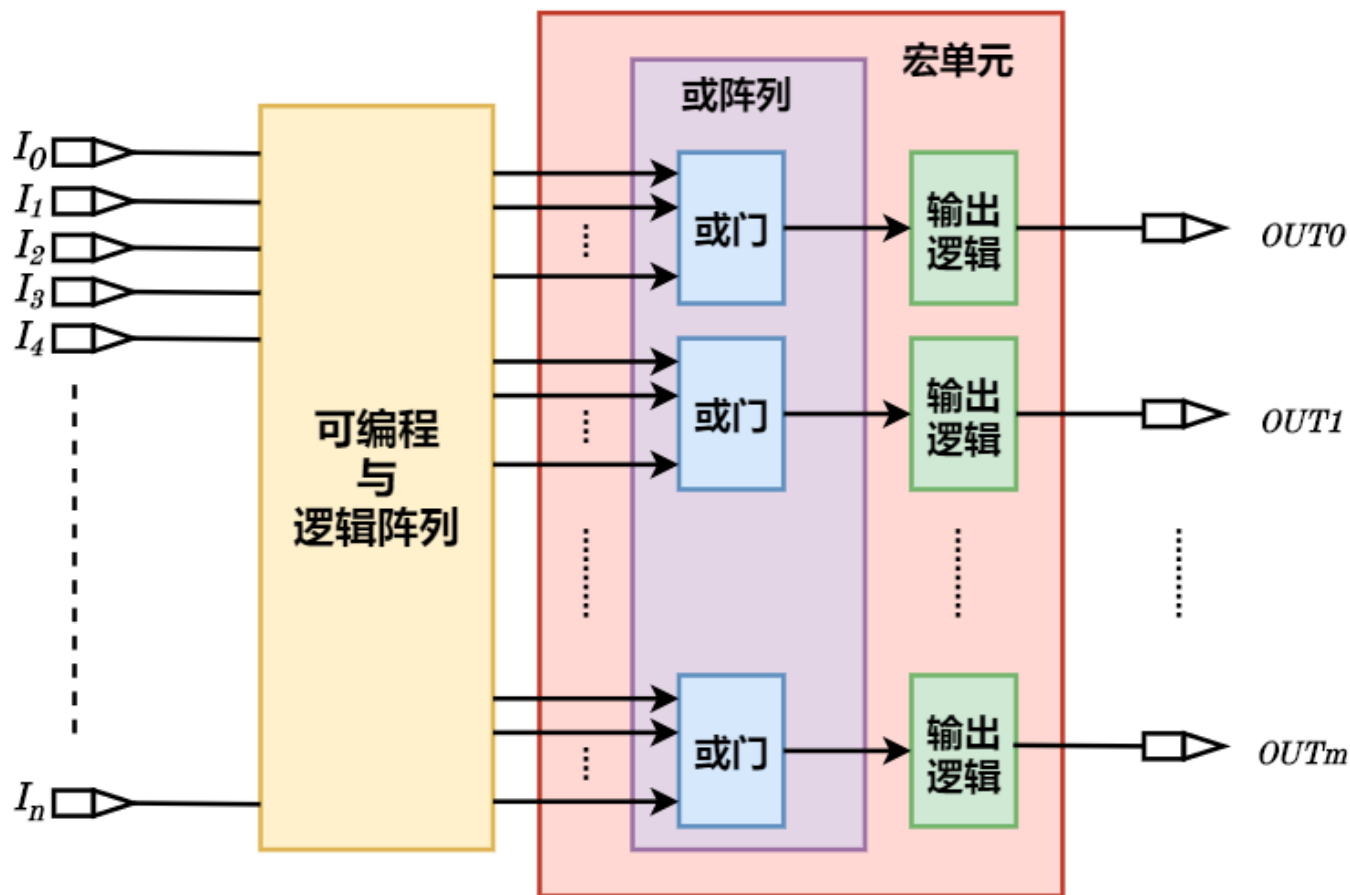 宏单元
或阵列
I0
I1
I2
I3
I4
In
可编程
与
逻辑阵列
或门
输出
逻辑
OUT0
或门
输出
逻辑
OUT1
或门
输出
逻辑
OUTm